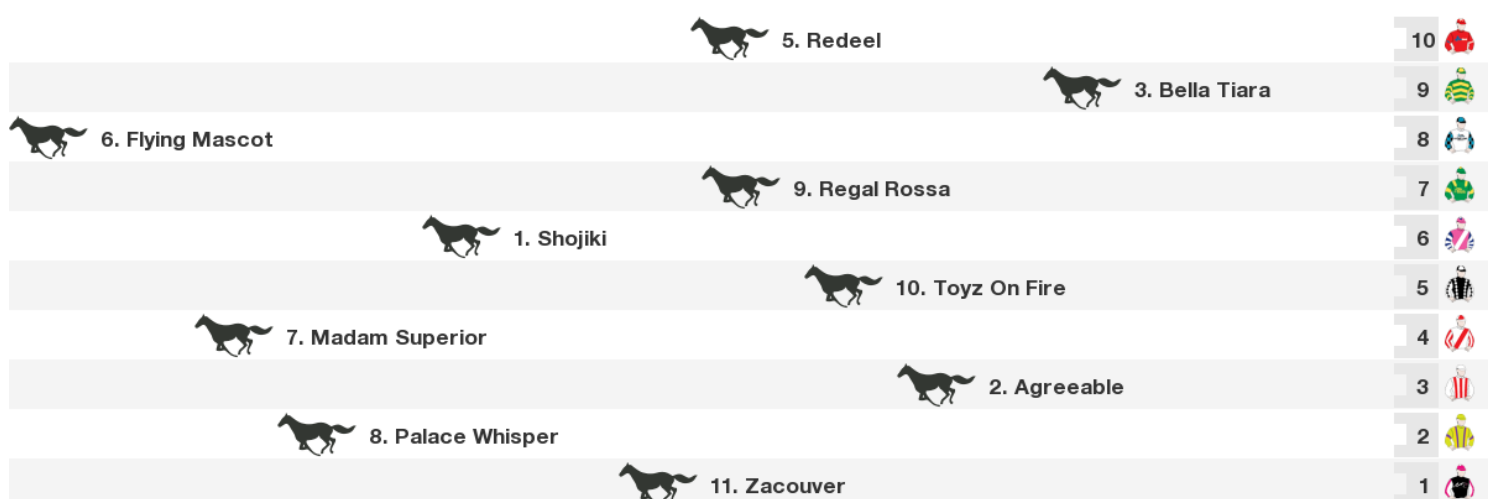 5. Redeel 10
3. Bella Tiara 9
6. Flying Mascot 8
9. Regal Rossa 7
1. Shojiki 6
10. Toyz On Fire 5
7. Madam Superior 4
2. Agreeable 3
8. Palace Whisper 2
11. Zacouver 1